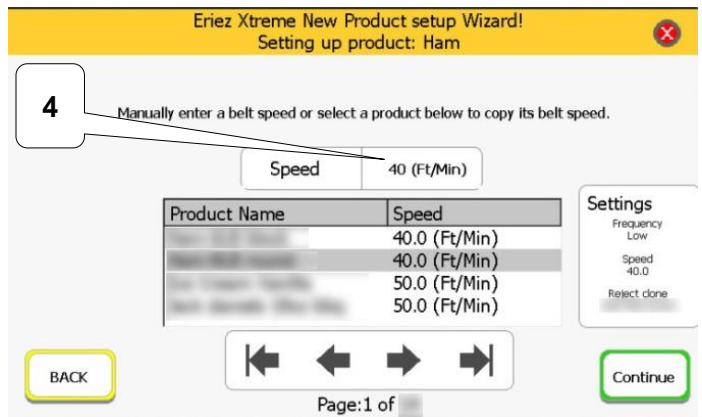 Eriez Xtreme New Product setup Wizard!
Setting up product: Ham
4
Manually enter a belt speed or select a product below to copy its belt speed.
Speed 40 (Ft/Min)
Product Name Speed
40.0 (Ft/Min)
40.0 (Ft/Min)
50.0 (Ft/Min)
50.0 (Ft/Min)
Settings
Frequency
Low
Speed
40.0
Reject clone
BACK
Page:1 of
Continue